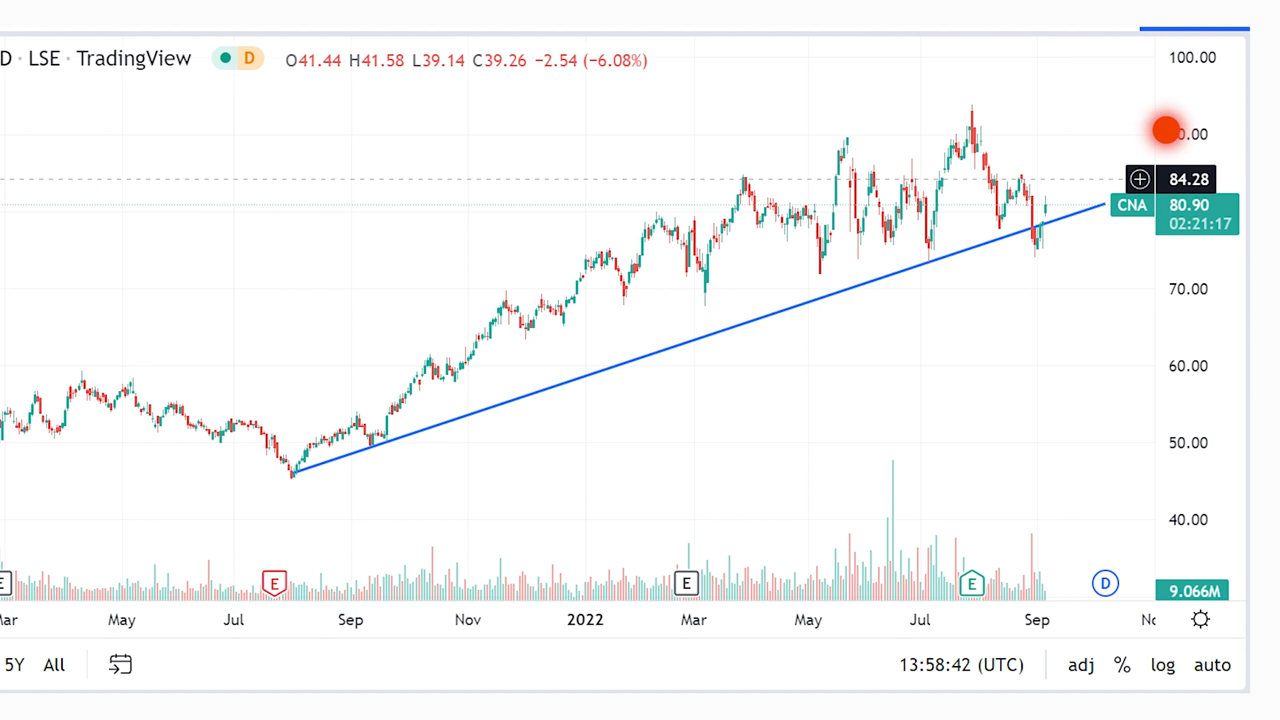 D · LSE · TradingView D O41.44 H41.58 L39.14 C39.26 −2.54 (−6.08%)
100.00
84.28
CNA 80.90
02:21:17
70.00
60.00
50.00
40.00
E E E D 9.066M
May Jul Sep Nov 2022 Mar May Jul Sep
5Y All 13:58:42 (UTC) adj % log auto